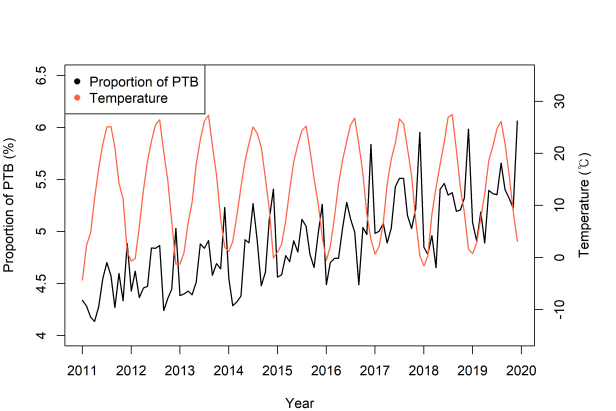 Proportion of PTB
Temperature
Proportion of PTB (%)
6.5
6
5.5
5
4.5
4
30
20
10
0
-10
Temperature (℃)
2011 2012 2013 2014 2015 2016 2017 2018 2019 2020
Year